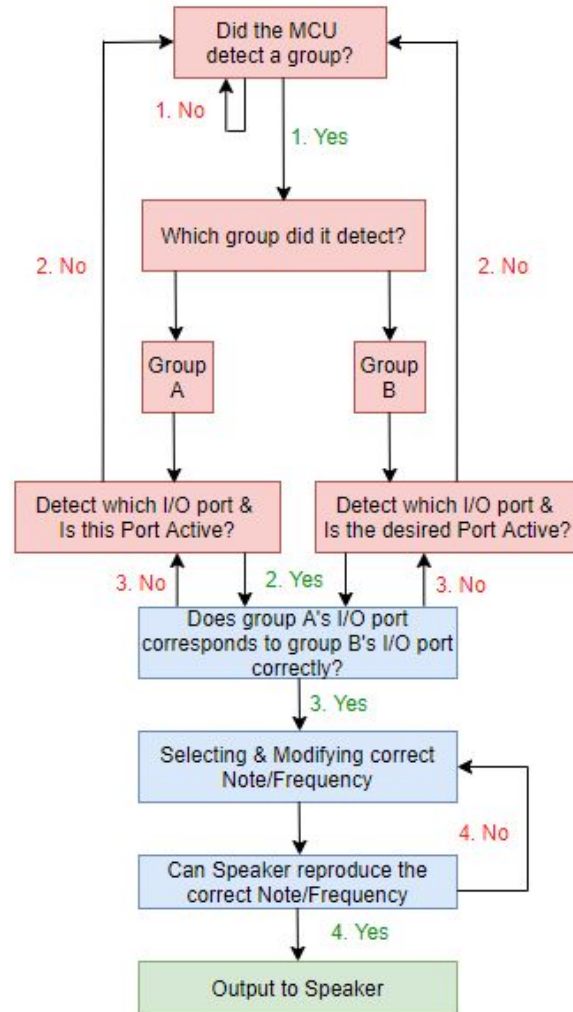 Did the MCU
detect a group?
1. No
1. Yes
Which group did it detect?
2. No
2. No
Group
A
Group
B
Detect which I/O port &
Is this Port Active?
Detect which I/O port &
Is the desired Port Active?
3. No
2. Yes
3. No
Does group A's I/O port
corresponds to group B's I/O port
correctly?
3. Yes
Selecting & Modifying correct
Note/Frequency
4. No
Can Speaker reproduce the
correct Note/Frequency
4. Yes
Output to Speaker